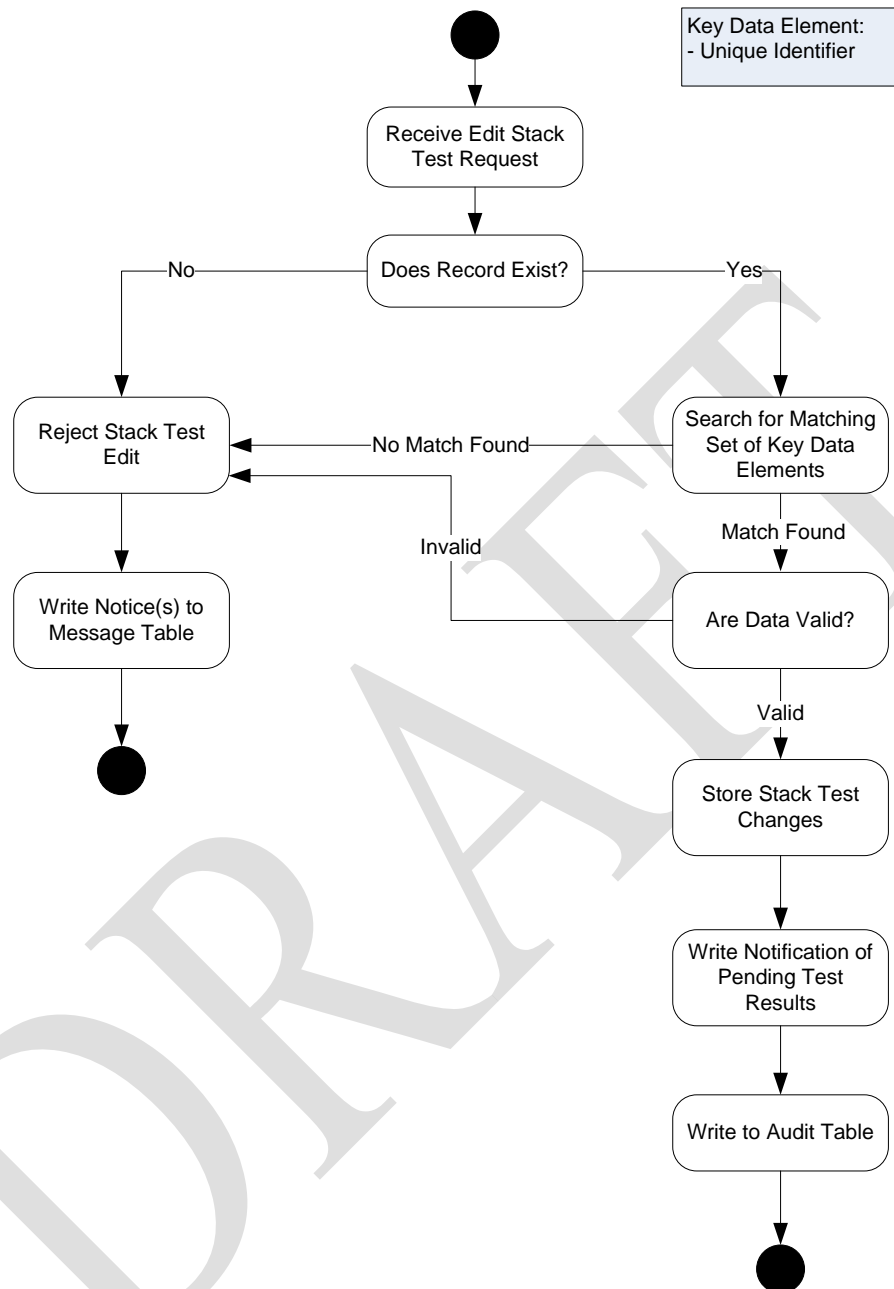 Key Data Element:
- Unique Identifier
Receive Edit Stack
Test Request
Does Record Exist?
No
Yes
Reject Stack Test
Edit
No Match Found
Search for Matching
Set of Key Data
Elements
Match Found
Invalid
Write Notice(s) to
Message Table
Are Data Valid?
Valid
Store Stack Test
Changes
Write Notification of
Pending Test
Results
Write to Audit Table
DRAFT